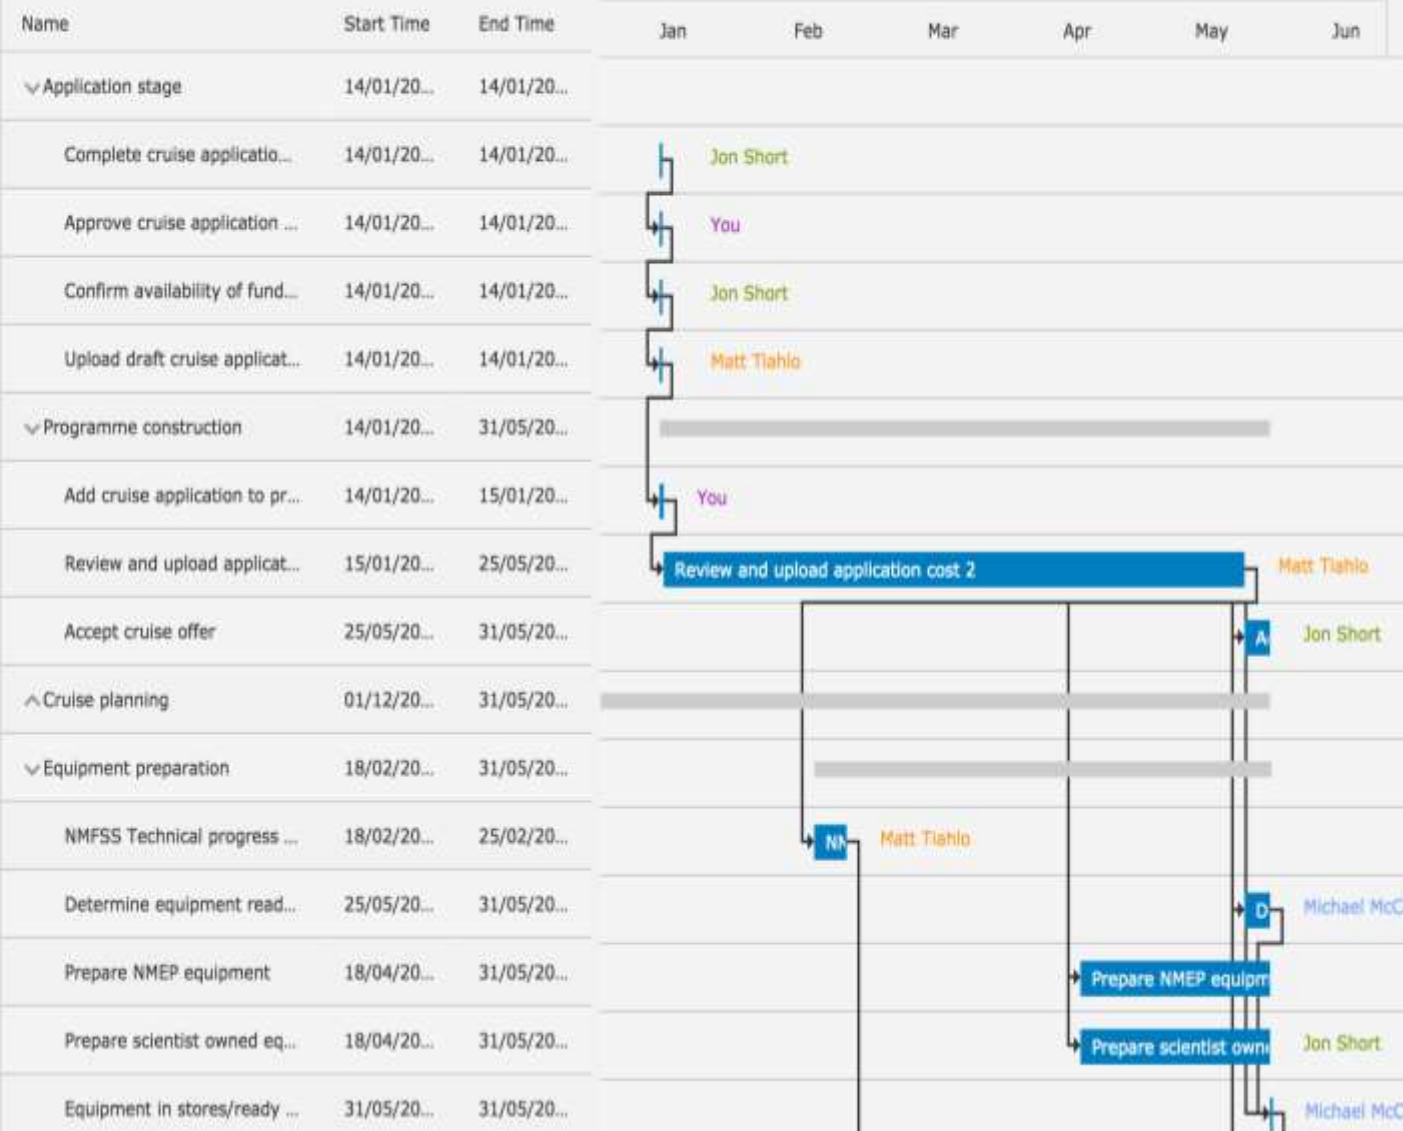 Name Start Time End Time Jan Feb Mar Apr May Jun
Application stage 14/01/20... 14/01/20...
Complete cruise applicatio... 14/01/20... 14/01/20... Jon Short
Approve cruise application ... 14/01/20... 14/01/20... You
Confirm availability of fund... 14/01/20... 14/01/20... Jon Short
Upload draft cruise applicat... 14/01/20... 14/01/20... Matt Tiahlo
Programme construction 14/01/20... 31/05/20...
Add cruise application to pr... 14/01/20... 15/01/20... You
Review and upload applicat... 15/01/20... 25/05/20... Review and upload application cost 2 Matt Tiahlo
Accept cruise offer 25/05/20... 31/05/20... A Jon Short
Cruise planning 01/12/20... 31/05/20...
Equipment preparation 18/02/20... 31/05/20...
NMFSS Technical progress ... 18/02/20... 25/02/20... Matt Tiahlo
Determine equipment read... 25/05/20... 31/05/20... D Michael McC
Prepare NMEP equipment 18/04/20... 31/05/20... Prepare NMEP equipm
Prepare scientist owned eq... 18/04/20... 31/05/20... Prepare scientist own Jon Short
Equipment in stores/ready ... 31/05/20... 31/05/20... Michael McC